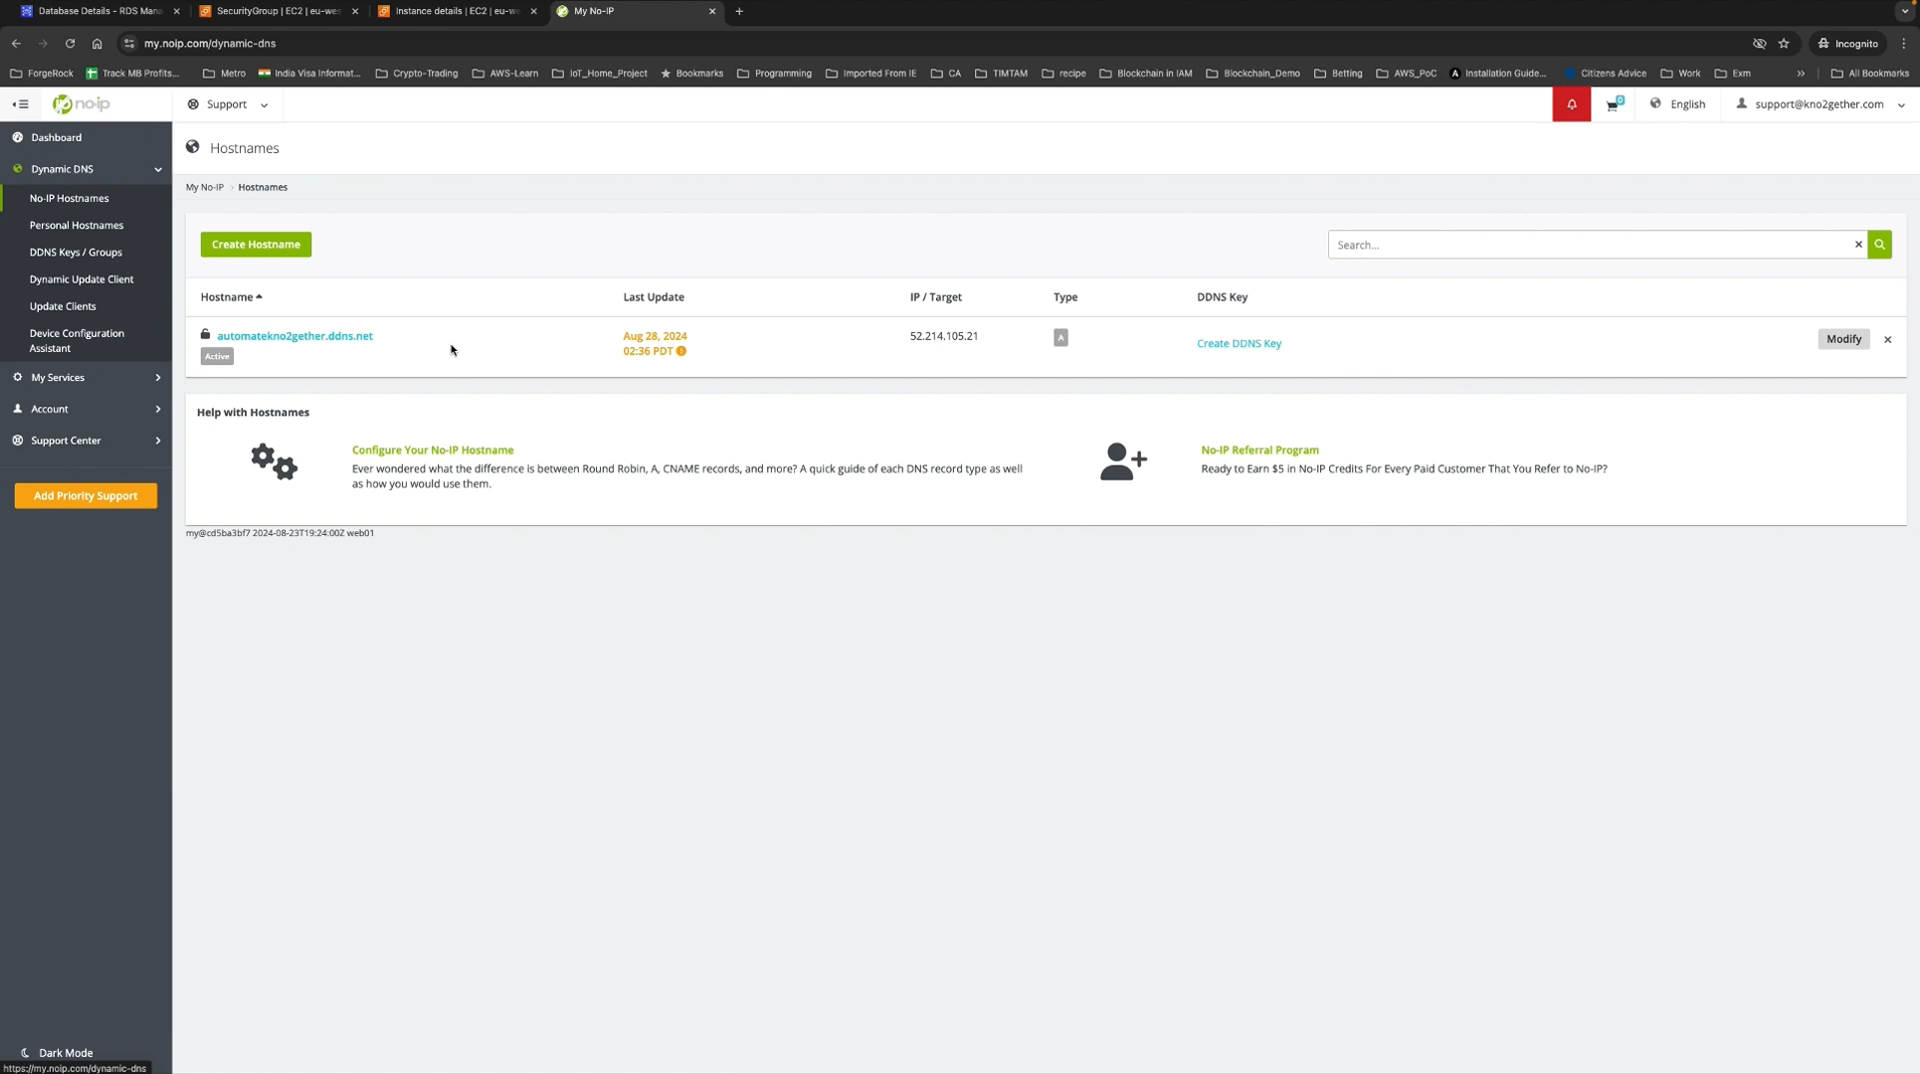 Database Details - RDS Mana
SecurityGroup | EC2 | eu-wes
Instance details | EC2 | eu-we
My No-IP
my.noip.com/dynamic-dns
Incognito
ForgeRock
Track MB Profits...
Metro
India Visa Informat...
Crypto-Trading
AWS-Learn
IoT_Home_Project
Bookmarks
Programming
Imported From IE
CA
TIMTAM
recipe
Blockchain in IAM
Blockchain_Demo
Betting
AWS_PoC
Installation Guide...
Citizens Advice
Work
Exm
»
All Bookmarks
no-ip
Support
0
English
support@kno2gether.com
Dashboard
Dynamic DNS
No-IP Hostnames
Personal Hostnames
DDNS Keys / Groups
Dynamic Update Client
Update Clients
Device Configuration
Assistant
My Services
Account
Support Center
Add Priority Support
Dark Mode
https://my.noip.com/dynamic-dns
Hostnames
My No-IP > Hostnames
Create Hostname
Search...
Hostname
Last Update
IP / Target
Type
DDNS Key
automatekno2gether.ddns.net
Active
Aug 28, 2024
02:36 PDT
52.214.105.21
A
Create DDNS Key
Modify
Help with Hostnames
Configure Your No-IP Hostname
Ever wondered what the difference is between Round Robin, A, CNAME records, and more? A quick guide of each DNS record type as well
as how you would use them.
No-IP Referral Program
Ready to Earn $5 in No-IP Credits For Every Paid Customer That You Refer to No-IP?
my@cd5ba3bf7 2024-08-23T19:24:00Z web01